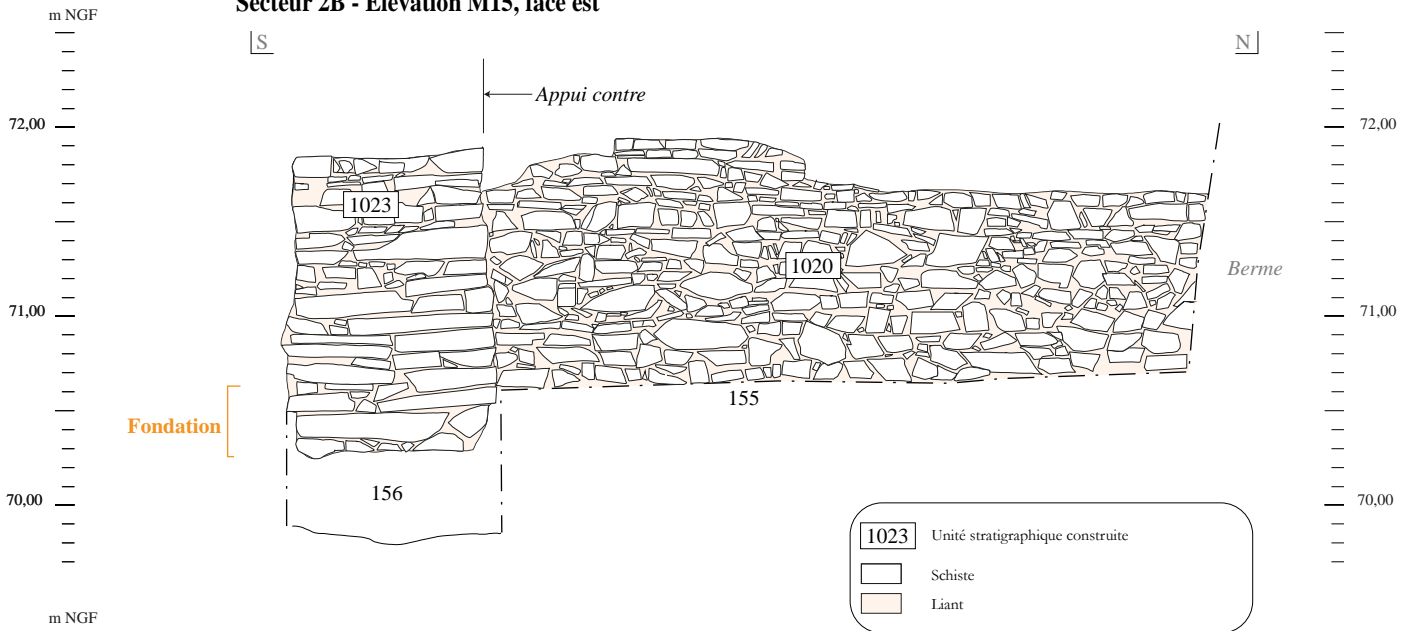 Secteur 2B - Elévation M15, face est
m NGF
S
N
Appui contre
72,00
72,00
1023
1020
Berme
71,00
71,00
Fondation
155
156
70,00
70,00
1023 Unité stratigraphique construite
Schiste
Liant
m NGF